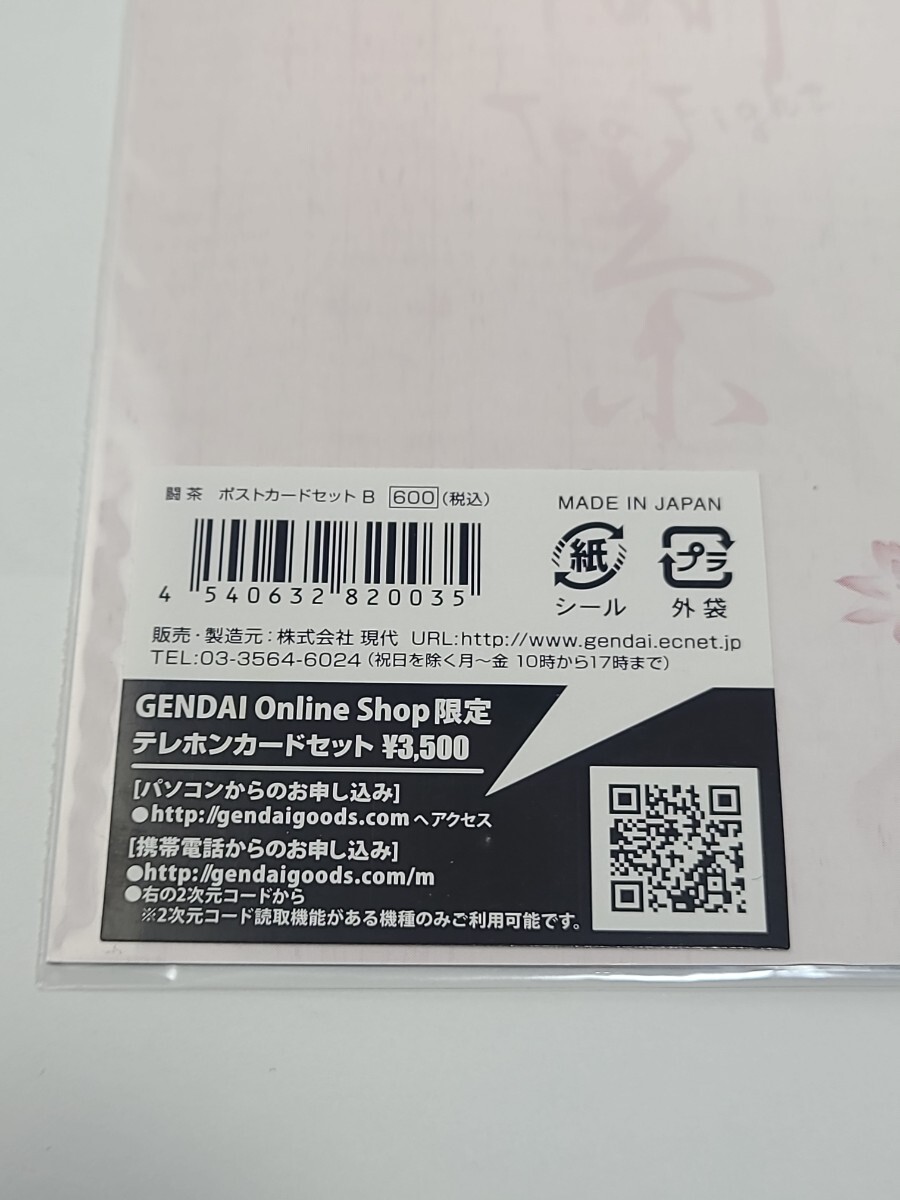 闘茶 ポストカードセット B 600 (税込)
MADE IN JAPAN
4 540632 820035
紙
シール
プラ
外袋
販売・製造元:株式会社 現代 URL:http://www.gendai.ecnet.jp
TEL:03-3564-6024 (祝日を除く月〜金 10時から17時まで)
GENDAI Online Shop限定
テレホンカードセット ¥3,500
[パソコンからのお申し込み]
●http://gendaigoods.com へアクセス
[携帯電話からのお申し込み]
●http://gendaigoods.com/m
●右の2次元コードから
※2次元コード読取機能がある機種のみご利用可能です。